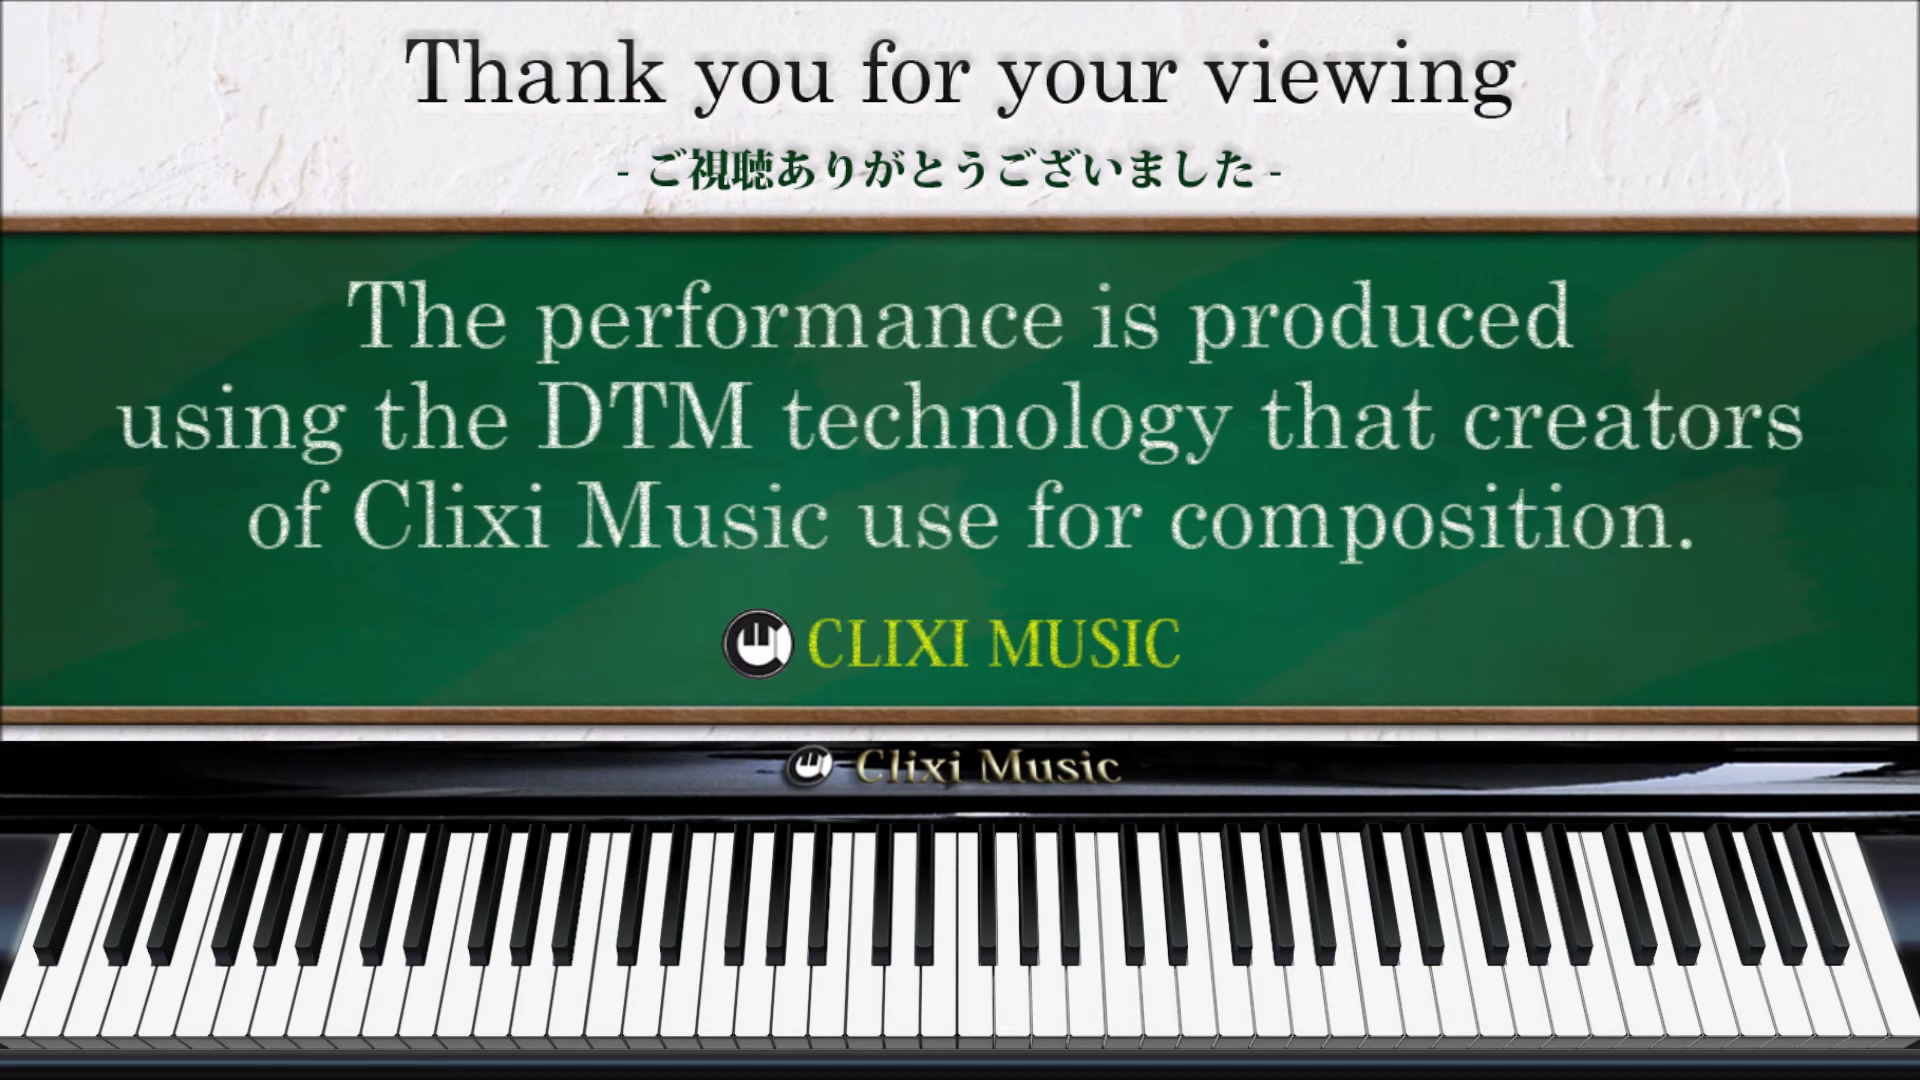 Thank you for your viewing
- ご視聴ありがとうございました -
The performance is produced
using the DTM technology that creators
of Clixi Music use for composition.
CLIXI MUSIC
Clixi Music